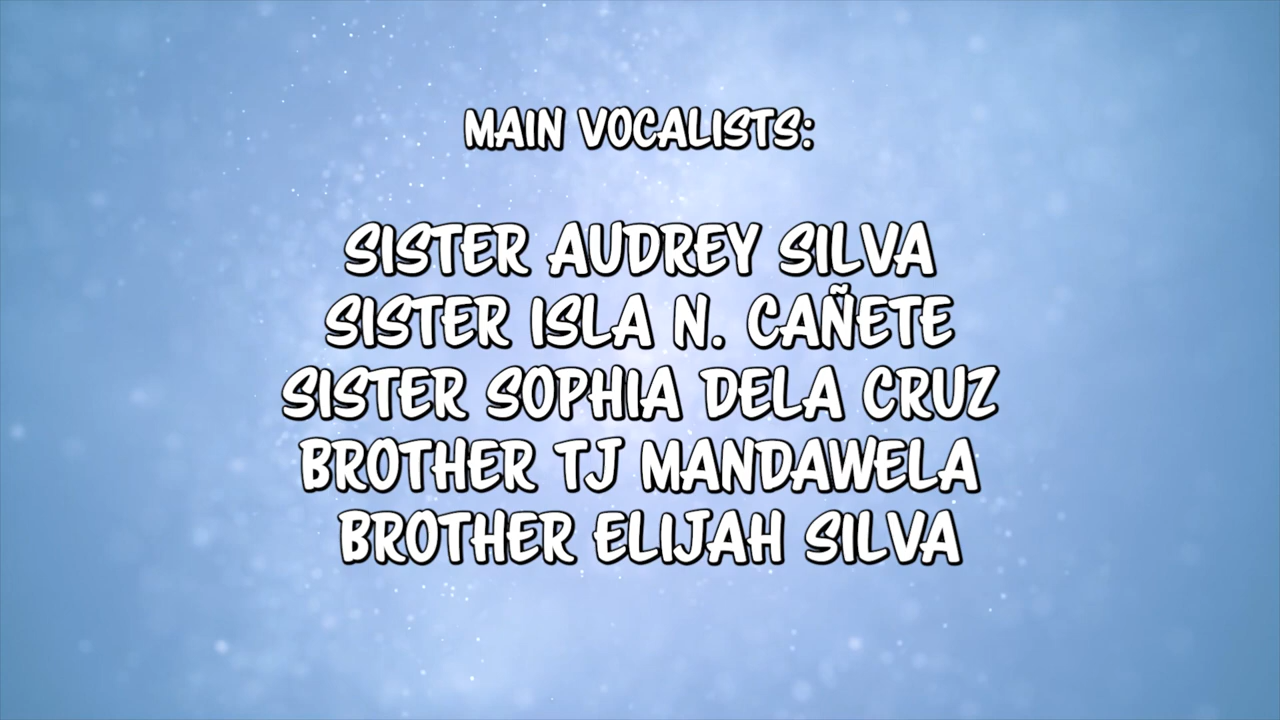 MAIN VOCALISTS:
SISTER AUDREY SILVA
SISTER ISLA N. CAÑETE
SISTER SOPHIA DELA CRUZ
BROTHER TJ MANDAWELA
BROTHER ELIJAH SILVA